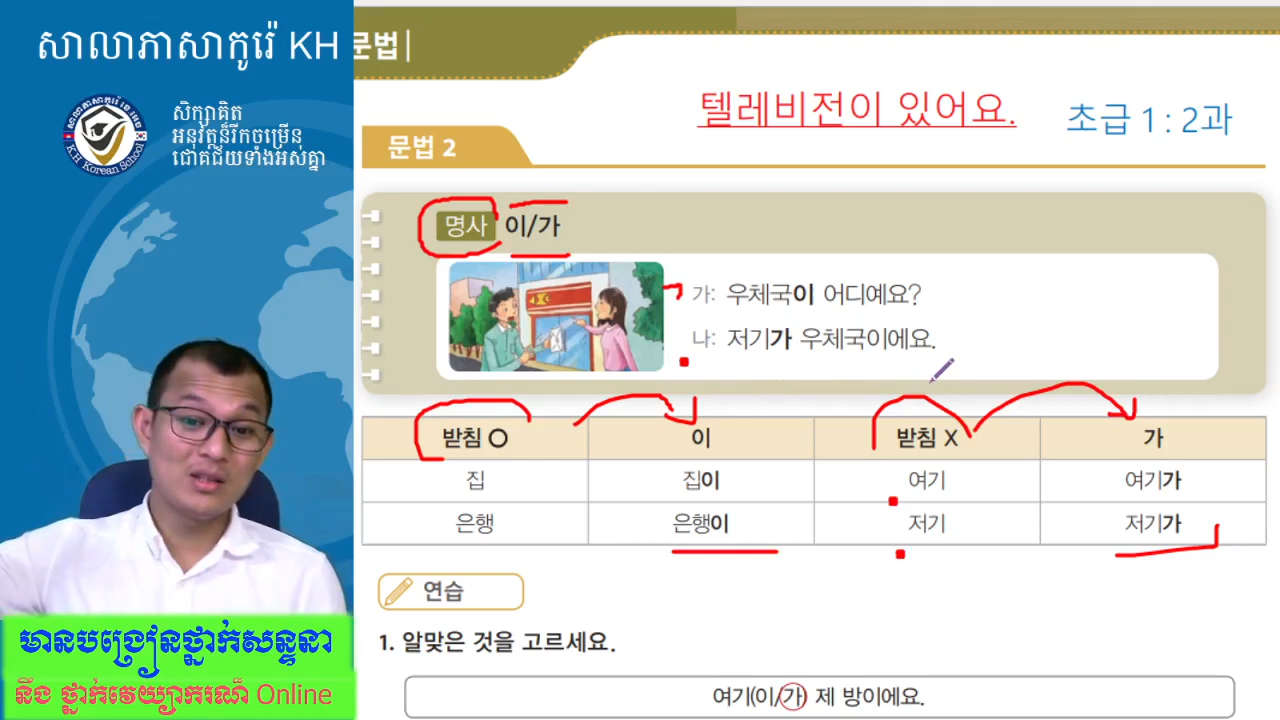 សាលាភាសាកូរ៉េ KH
សិក្សាគិត
អនុវត្តន៍រីកចម្រើន
ជោគជ័យទាំងអស់គ្នា
K.H Korean School
문법
텔레비전이 있어요.
초급 1 : 2과
문법 2
명사 이/가
가: 우체국이 어디예요?
나: 저기가 우체국이에요.
받침 O 이 받침 X 가
집 집이 여기 여기가
은행 은행이 저기 저기가
연습
1. 알맞은 것을 고르세요.
여기(이/가) 제 방이에요.
មានបង្រៀនថ្នាក់សន្ទនា
នឹង ថ្នាក់វេយ្យាករណ៍ Online